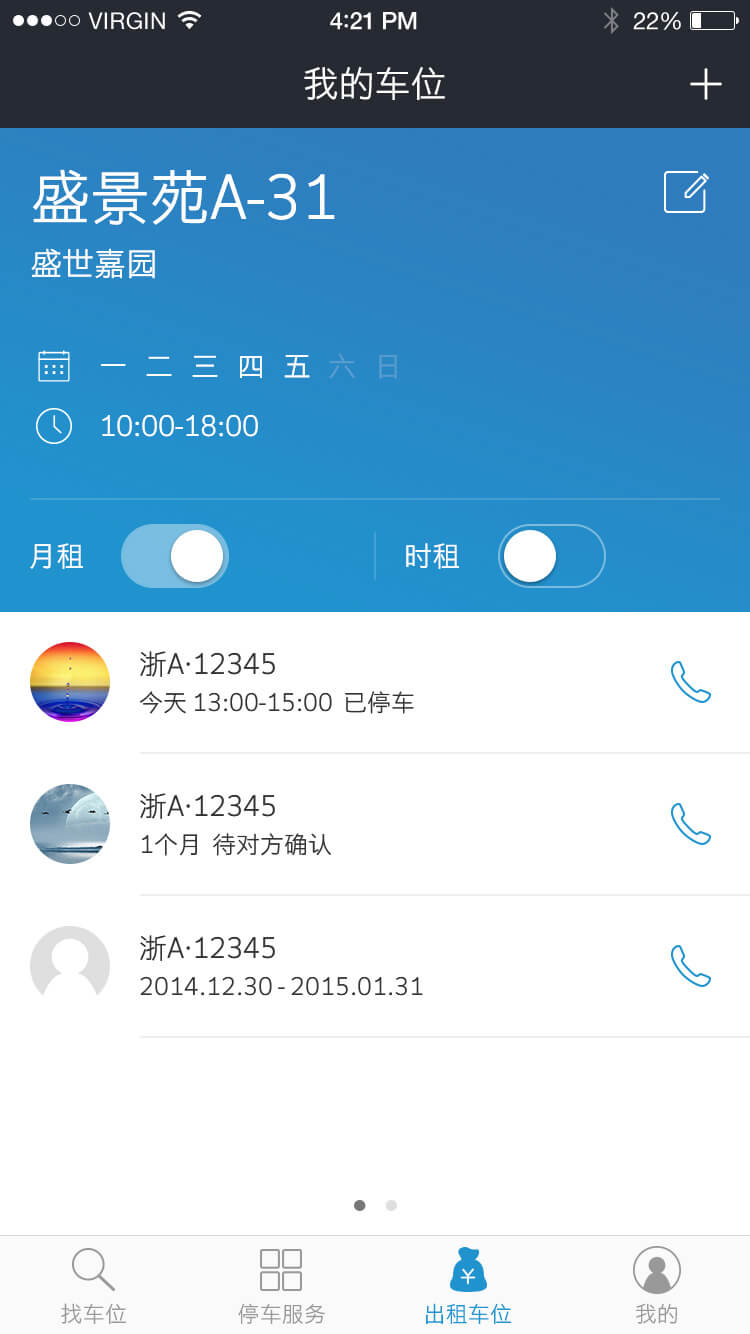 VIRGIN 4:21 PM 22%
我的车位
盛景苑A-31
盛世嘉园
一 二 三 四 五 六 日
10:00-18:00
月租 时租
浙A·12345
今天 13:00-15:00 已停车
浙A·12345
1个月 待对方确认
浙A·12345
2014.12.30 - 2015.01.31
¥
找车位 停车服务 出租车位 我的